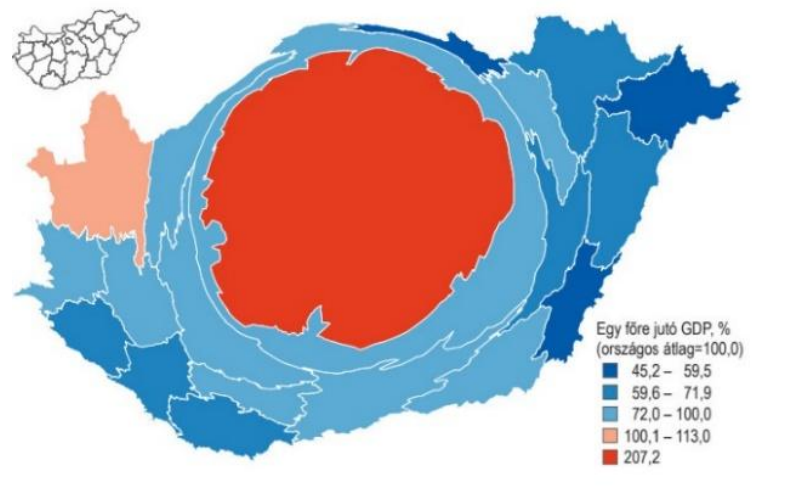 Egy főre jutó GDP, %
(országos átlag=100,0)
45,2 – 59,5
59,6 – 71,9
72,0 – 100,0
100,1 – 113,0
207,2